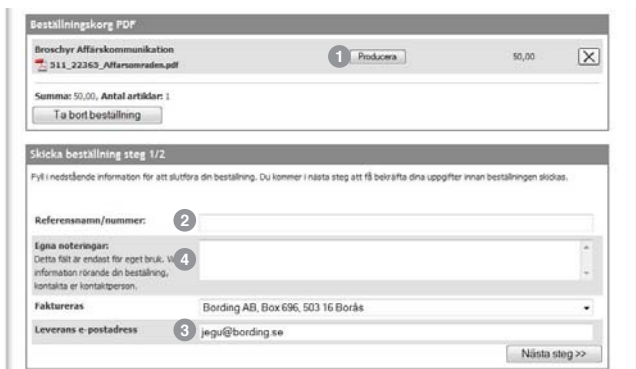 Beställningskorg PDF
Broschyr Affärskommunikation
311_22365_Affarsomraden.pdf
1
Producera
50,00
X
Summa: 50,00, Antal artiklar: 1
Ta bort beställning
Skicka beställning steg 1/2
Fyll i nedstående information för att slutföra din beställning. Du kommer i nästa steg att få bekräfta dina uppgifter innan beställningen skickas.
Referensnamn/nummer:
2
Egna noteringar:
Detta fält är endast för eget bruk.
4
information rörande din beställning,
kontakta er kontaktperson.
Faktureras
Bording AB, Box 696, 503 16 Borås
Leverans e-postadress
3
jegu@bording.se
Nästa steg >>